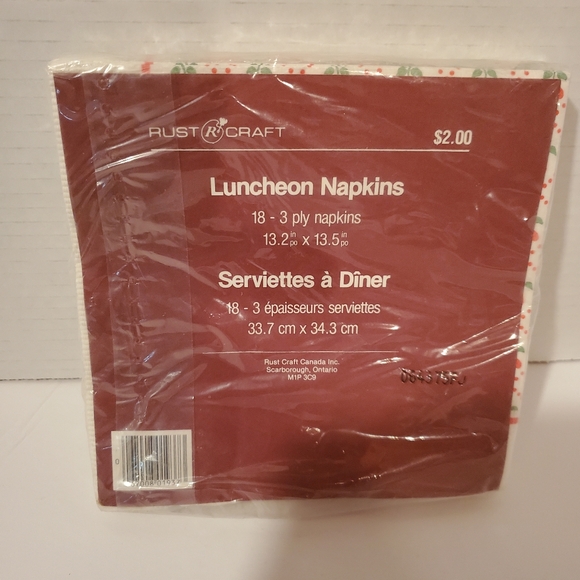 RUST R CRAFT $2.00
Luncheon Napkins
18 - 3 ply napkins
13.2 in po x 13.5 in po
Serviettes à Dîner
18 - 3 épaisseurs serviettes
33.7 cm x 34.3 cm
Rust Craft Canada Inc.
Scarborough, Ontario
M1P 3C9
0